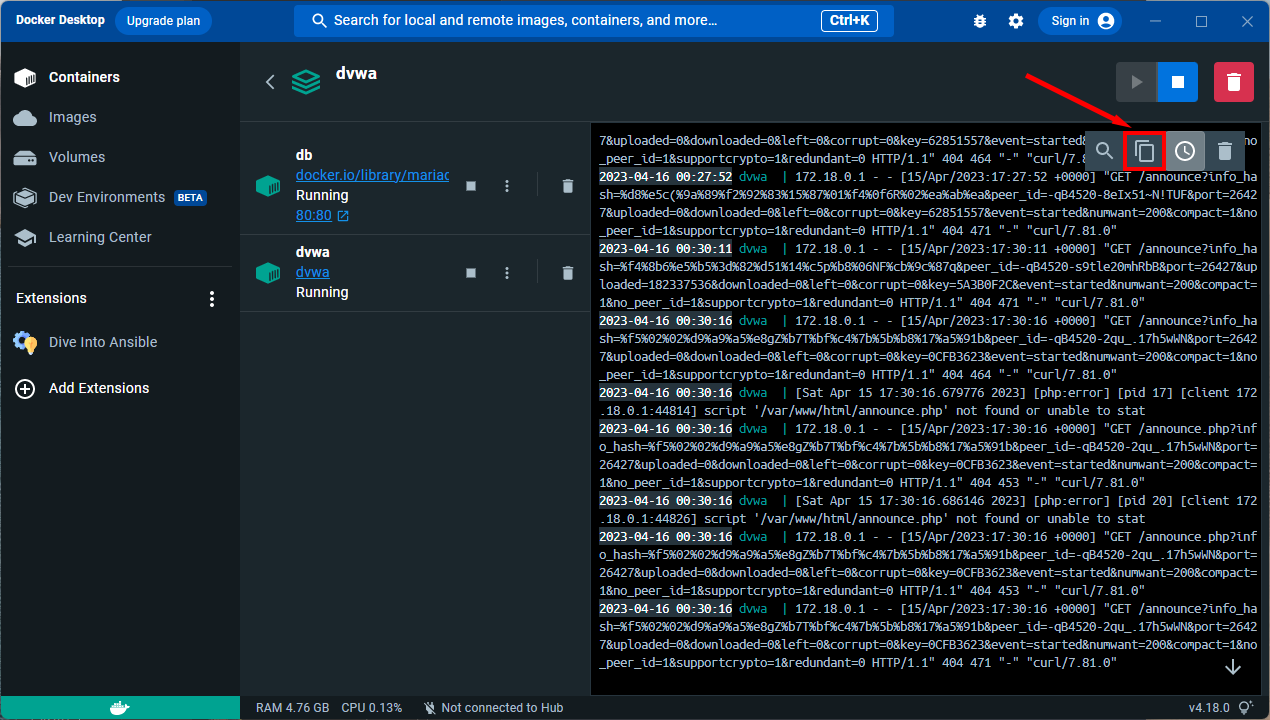 Docker Desktop
Upgrade plan
Search for local and remote images, containers, and more...
Ctrl+K
Sign in
Containers
Images
Volumes
Dev Environments BETA
Learning Center
Extensions
Dive Into Ansible
Add Extensions
dvwa
db
docker.io/library/mariac
Running
80:80
dvwa
dvwa
Running
7&uploaded=0&downloaded=0&left=0&corrupt=0&key=62851557&event=started&
_peer_id=1&supportcrypto=1&redundant=0 HTTP/1.1" 404 464 "-" "curl/7.8
2023-04-16 00:27:52 dvwa | 172.18.0.1 - - [15/Apr/2023:17:27:52 +0000] "GET /announce?info_ha
sh=%d8%e5c(%9a%89f%2%92%83%15%87%01%f4%0f6R%02%ea%ab%ea&peer_id=-qB4520-8eIx51~N!TUF&port=2642
7&uploaded=0&downloaded=0&left=0&corrupt=0&key=62851557&event=started&numwant=200&compact=1&no
_peer_id=1&supportcrypto=1&redundant=0 HTTP/1.1" 404 471 "-" "curl/7.81.0"
2023-04-16 00:30:11 dvwa | 172.18.0.1 - - [15/Apr/2023:17:30:11 +0000] "GET /announce?info_ha
sh=%f4%8b6%e5%b5%3d%82%d51%14%c5p%b8%06NF%cb%9c%87q&peer_id=-qB4520-s9tle20mhRbB&port=26427&up
loaded=182337536&downloaded=0&left=0&corrupt=0&key=5A3B0F2C&event=started&numwant=200&compact=
1&no_peer_id=1&supportcrypto=1&redundant=0 HTTP/1.1" 404 471 "-" "curl/7.81.0"
2023-04-16 00:30:16 dvwa | 172.18.0.1 - - [15/Apr/2023:17:30:16 +0000] "GET /announce?info_ha
sh=%f5%02%02%d9%a9%a5%e8gZ%b7T%bf%c4%7b%5b%b8%17%a5%91b&peer_id=-qB4520-2qu_.17h5wWN&port=2642
7&uploaded=0&downloaded=0&left=0&corrupt=0&key=0CFB3623&event=started&numwant=200&compact=1&no
_peer_id=1&supportcrypto=1&redundant=0 HTTP/1.1" 404 464 "-" "curl/7.81.0"
2023-04-16 00:30:16 dvwa | [Sat Apr 15 17:30:16.679776 2023] [php:error] [pid 17] [client 172
.18.0.1:44814] script '/var/www/html/announce.php' not found or unable to stat
2023-04-16 00:30:16 dvwa | 172.18.0.1 - - [15/Apr/2023:17:30:16 +0000] "GET /announce.php?inf
o_hash=%f5%02%02%d9%a9%a5%e8gZ%b7T%bf%c4%7b%5b%b8%17%a5%91b&peer_id=-qB4520-2qu_.17h5wWN&port=
26427&uploaded=0&downloaded=0&left=0&corrupt=0&key=0CFB3623&event=started&numwant=200&compact=
1&no_peer_id=1&supportcrypto=1&redundant=0 HTTP/1.1" 404 453 "-" "curl/7.81.0"
2023-04-16 00:30:16 dvwa | [Sat Apr 15 17:30:16.686146 2023] [php:error] [pid 20] [client 172
.18.0.1:44826] script '/var/www/html/announce.php' not found or unable to stat
2023-04-16 00:30:16 dvwa | 172.18.0.1 - - [15/Apr/2023:17:30:16 +0000] "GET /announce.php?inf
o_hash=%f5%02%02%d9%a9%a5%e8gZ%b7T%bf%c4%7b%5b%b8%17%a5%91b&peer_id=-qB4520-2qu_.17h5wWN&port=
26427&uploaded=0&downloaded=0&left=0&corrupt=0&key=0CFB3623&event=started&numwant=200&compact=
1&no_peer_id=1&supportcrypto=1&redundant=0 HTTP/1.1" 404 453 "-" "curl/7.81.0"
2023-04-16 00:30:16 dvwa | 172.18.0.1 - - [15/Apr/2023:17:30:16 +0000] "GET /announce?info_ha
sh=%f5%02%02%d9%a9%a5%e8gZ%b7T%bf%c4%7b%5b%b8%17%a5%91b&peer_id=-qB4520-2qu_.17h5wWN&port=2642
7&uploaded=0&downloaded=0&left=0&corrupt=0&key=0CFB3623&event=started&numwant=200&compact=1&no
_peer_id=1&supportcrypto=1&redundant=0 HTTP/1.1" 404 471 "-" "curl/7.81.0"
RAM 4.76 GB CPU 0.13% Not connected to Hub
v4.18.0